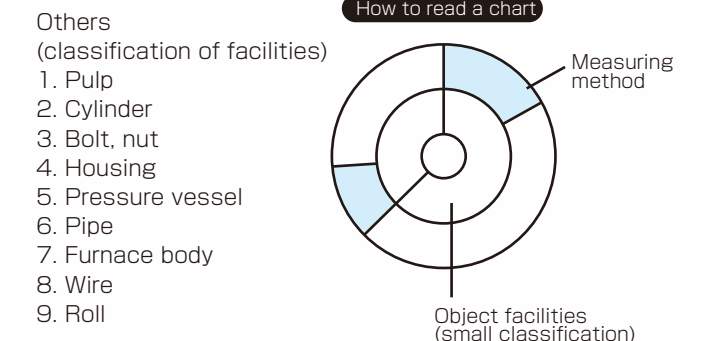 How to read a chart
Others
(classification of facilities)
1. Pulp
2. Cylinder
3. Bolt, nut
4. Housing
5. Pressure vessel
6. Pipe
7. Furnace body
8. Wire
9. Roll
Measuring
method
Object facilities
(small classification)